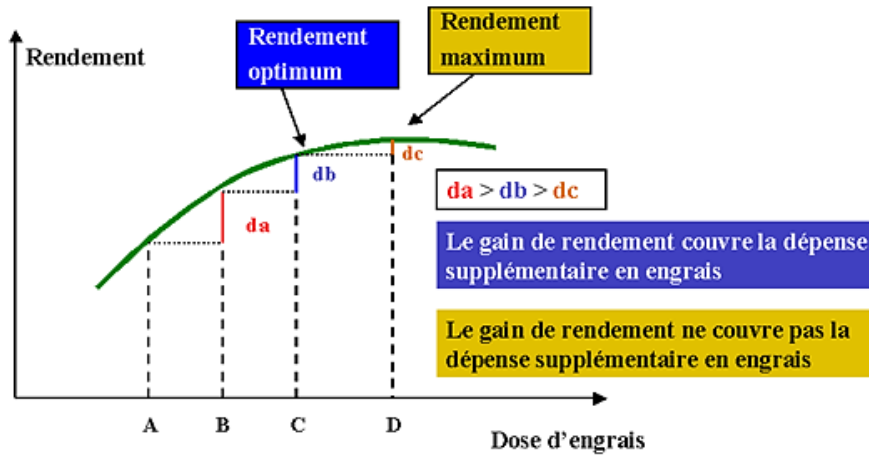 Rendement
Rendement
optimum
Rendement
maximum
dc
db
da
da > db > dc
Le gain de rendement couvre la dépense
supplémentaire en engrais
Le gain de rendement ne couvre pas la
dépense supplémentaire en engrais
A B C D
Dose d'engrais